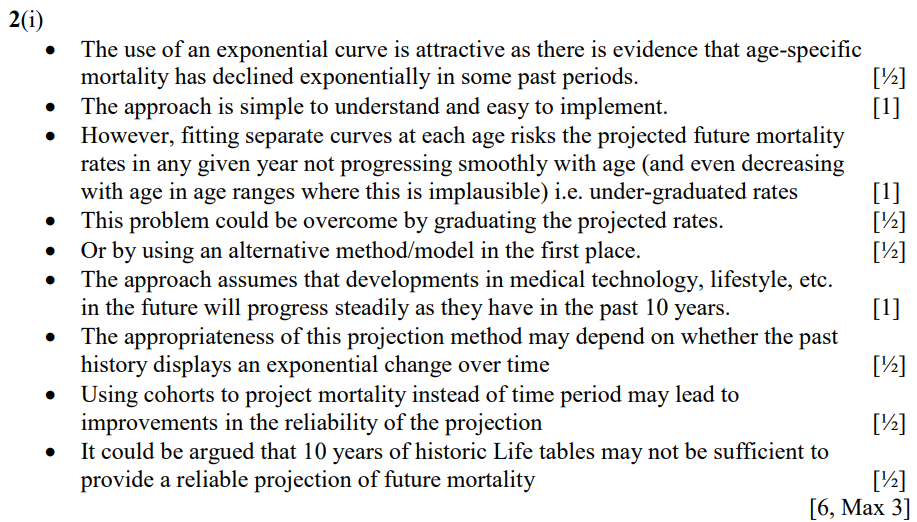 2(i)
• The use of an exponential curve is attractive as there is evidence that age-specific
mortality has declined exponentially in some past periods. [½]
• The approach is simple to understand and easy to implement. [1]
• However, fitting separate curves at each age risks the projected future mortality
rates in any given year not progressing smoothly with age (and even decreasing
with age in age ranges where this is implausible) i.e. under-graduated rates [1]
• This problem could be overcome by graduating the projected rates. [½]
• Or by using an alternative method/model in the first place. [½]
• The approach assumes that developments in medical technology, lifestyle, etc.
in the future will progress steadily as they have in the past 10 years. [1]
• The appropriateness of this projection method may depend on whether the past
history displays an exponential change over time [½]
• Using cohorts to project mortality instead of time period may lead to
improvements in the reliability of the projection [½]
• It could be argued that 10 years of historic Life tables may not be sufficient to
provide a reliable projection of future mortality [½]
[6, Max 3]